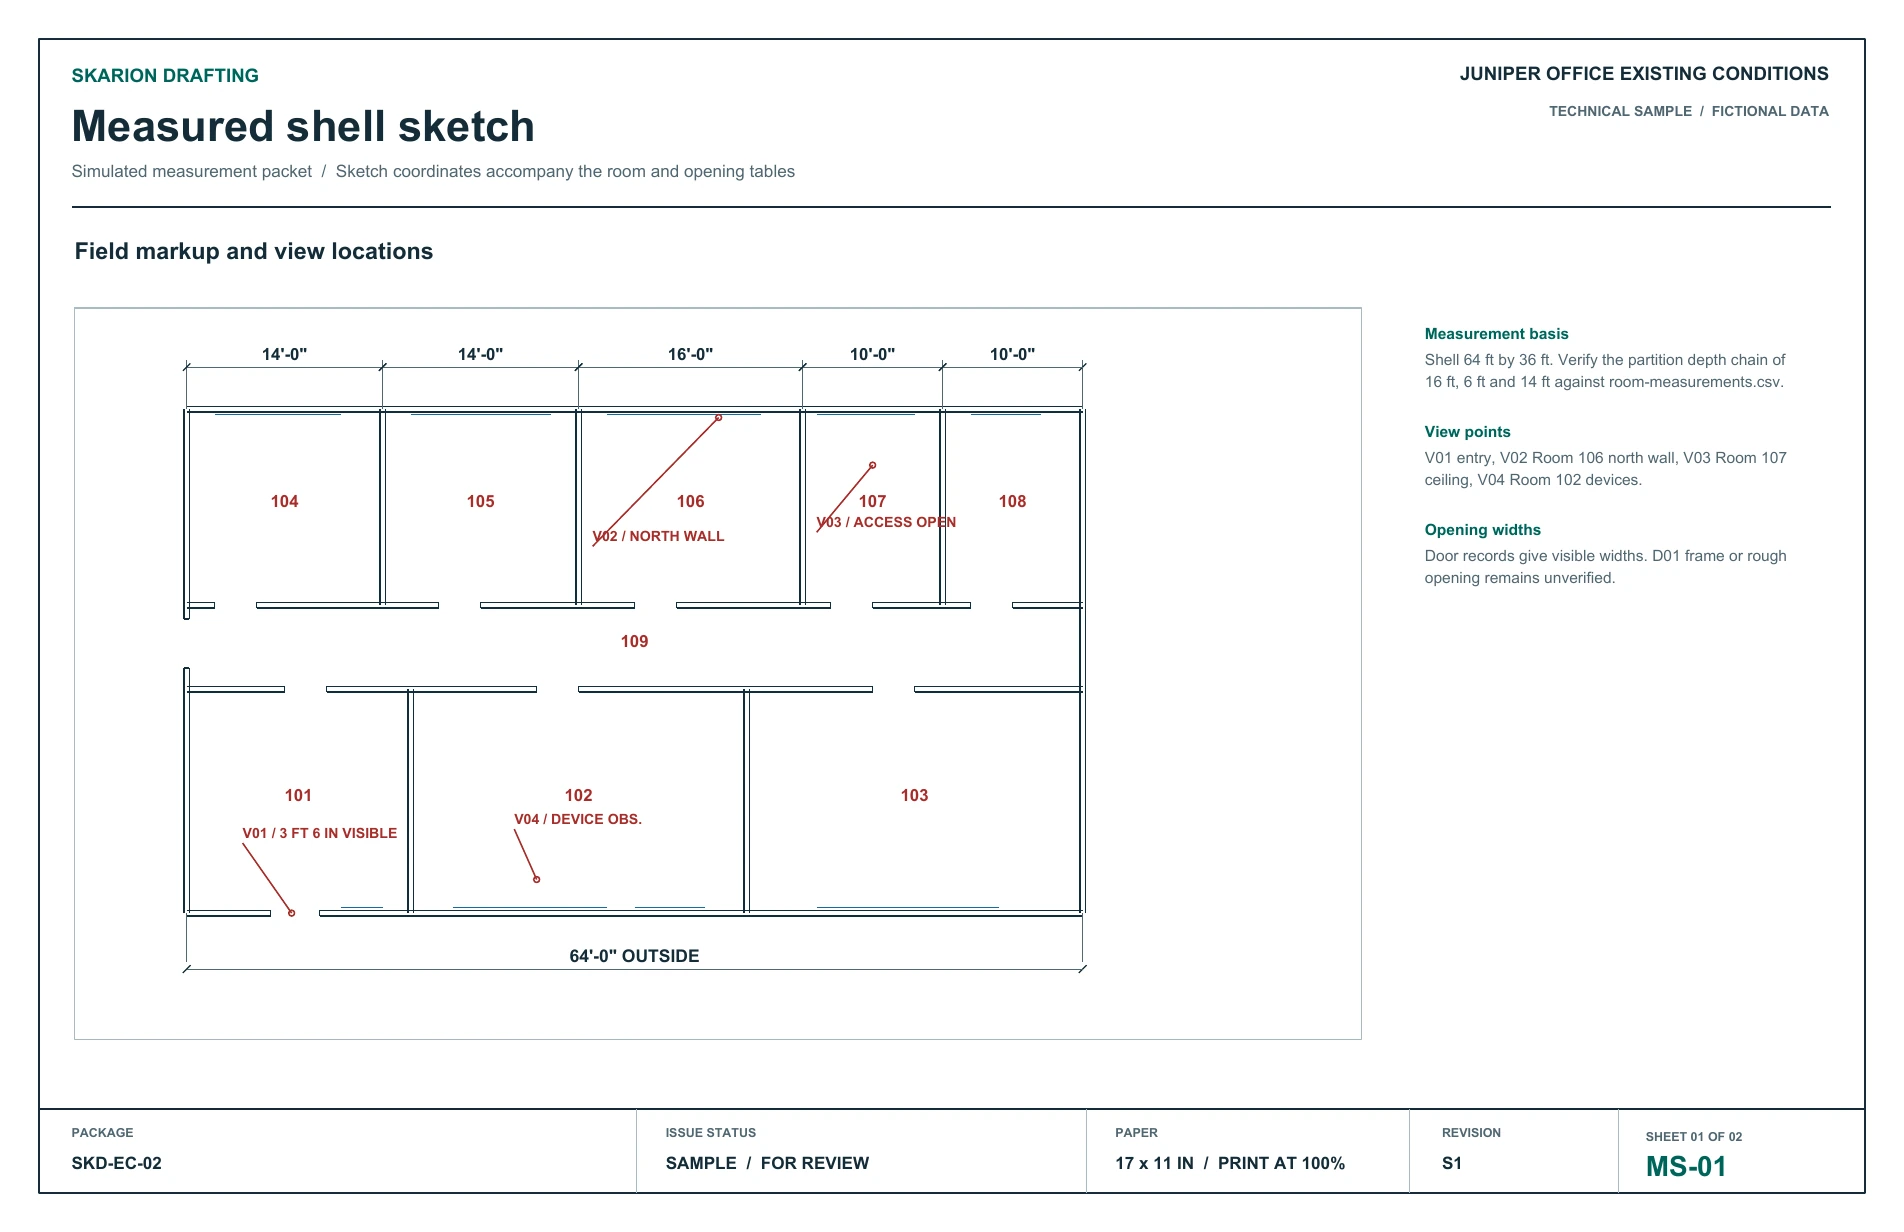 SKARION DRAFTING
JUNIPER OFFICE EXISTING CONDITIONS
Measured shell sketch
TECHNICAL SAMPLE / FICTIONAL DATA
Simulated measurement packet / Sketch coordinates accompany the room and opening tables
Field markup and view locations
14'-0"
14'-0"
16'-0"
10'-0"
10'-0"
104
105
106
107
108
V02 / NORTH WALL
V03 / ACCESS OPEN
109
101
102
103
V01 / 3 FT 6 IN VISIBLE
V04 / DEVICE OBS.
64'-0" OUTSIDE
Measurement basis
Shell 64 ft by 36 ft. Verify the partition depth chain of
16 ft, 6 ft and 14 ft against room-measurements.csv.
View points
V01 entry, V02 Room 106 north wall, V03 Room 107
ceiling, V04 Room 102 devices.
Opening widths
Door records give visible widths. D01 frame or rough
opening remains unverified.
PACKAGE
SKD-EC-02
ISSUE STATUS
SAMPLE / FOR REVIEW
PAPER
17 x 11 IN / PRINT AT 100%
REVISION
S1
SHEET 01 OF 02
MS-01